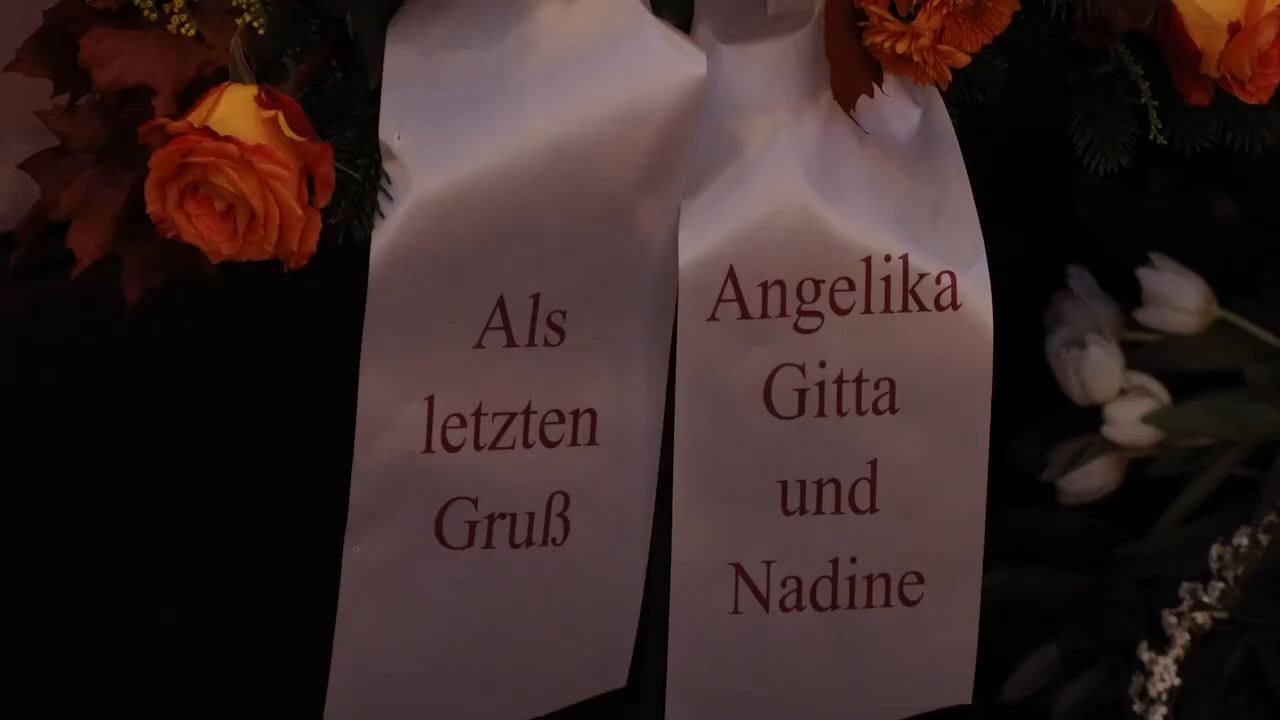 Als
letzten
Gruß
Angelika
Gitta
und
Nadine